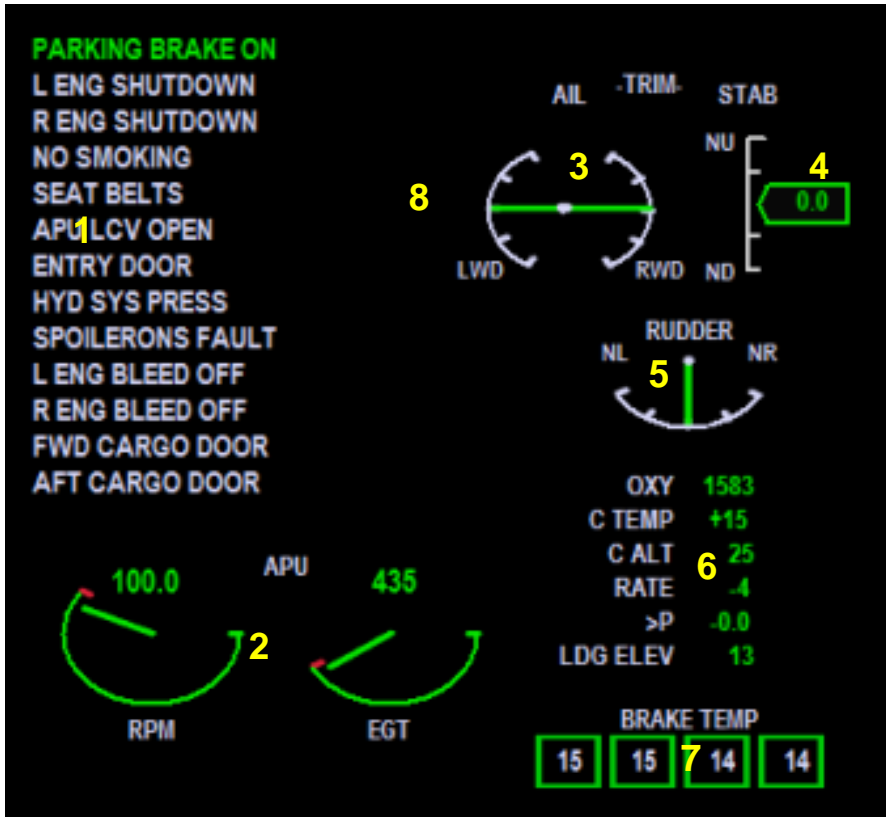 PARKING BRAKE ON
L ENG SHUTDOWN
R ENG SHUTDOWN
NO SMOKING
SEAT BELTS
APU LCV OPEN
1
ENTRY DOOR
HYD SYS PRESS
SPOILERONS FAULT
L ENG BLEED OFF
R ENG BLEED OFF
FWD CARGO DOOR
AFT CARGO DOOR
8
AIL -TRIM- STAB
3
LWD RWD
NU
4
0.0
ND
RUDDER
NL NR
5
OXY 1583
C TEMP +15
C ALT 25
6
RATE -4
>P -0.0
LDG ELEV 13
APU
100.0 435
2
RPM EGT
BRAKE TEMP
15 15 7 14 14